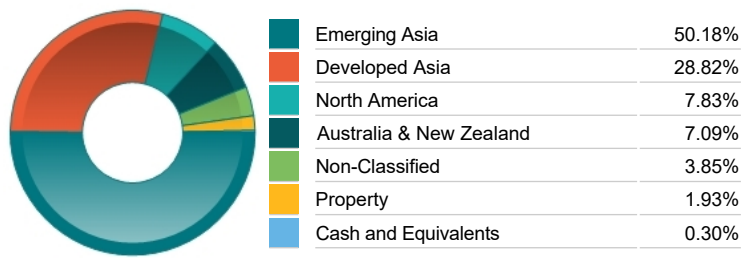 Emerging Asia 50.18%
Developed Asia 28.82%
North America 7.83%
Australia & New Zealand 7.09%
Non-Classified 3.85%
Property 1.93%
Cash and Equivalents 0.30%